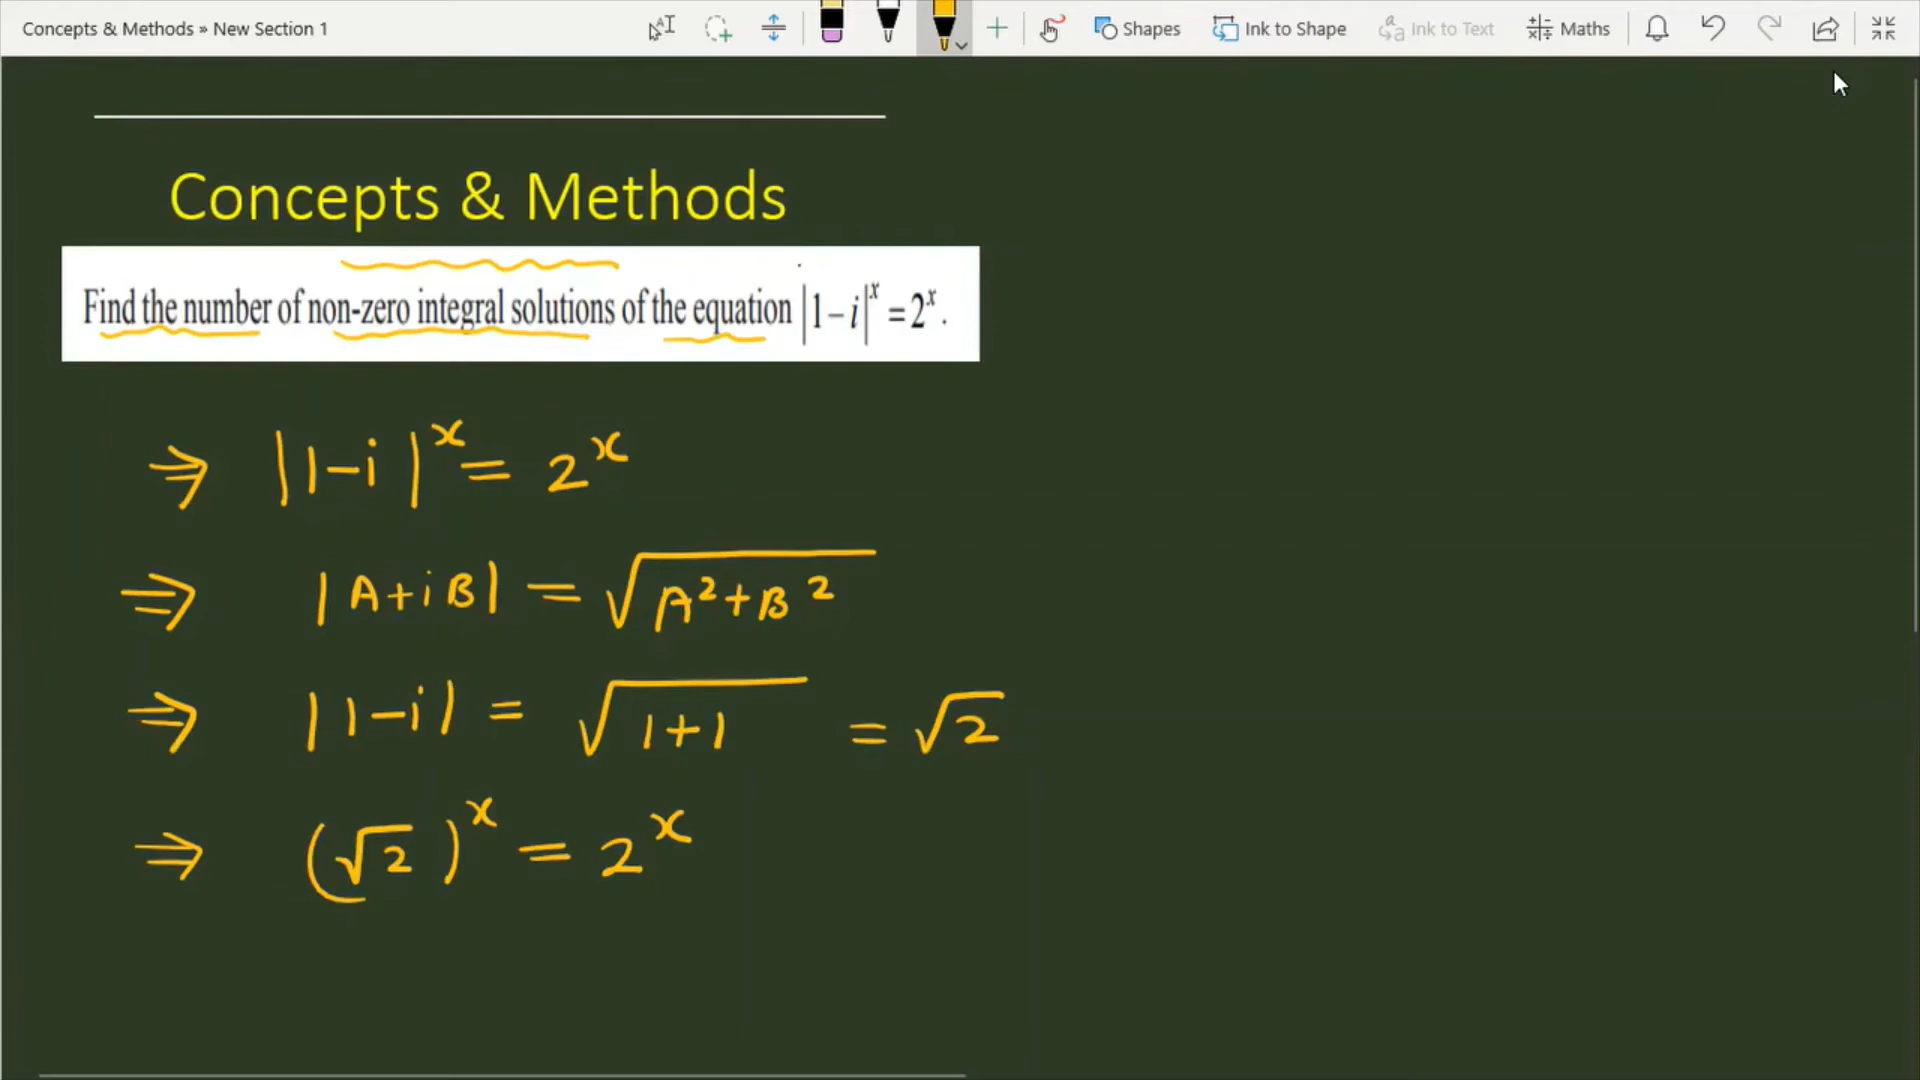 Concepts & Methods » New Section 1
Shapes Ink to Shape Ink to Text Maths
Concepts & Methods
Find the number of non-zero integral solutions of the equation |1-i|^x = 2^x.
⇒ |1-i|^x = 2^x
⇒ |A+iB| = √(A²+B²)
⇒ |1-i| = √(1+1) = √2
⇒ (√2)^x = 2^x